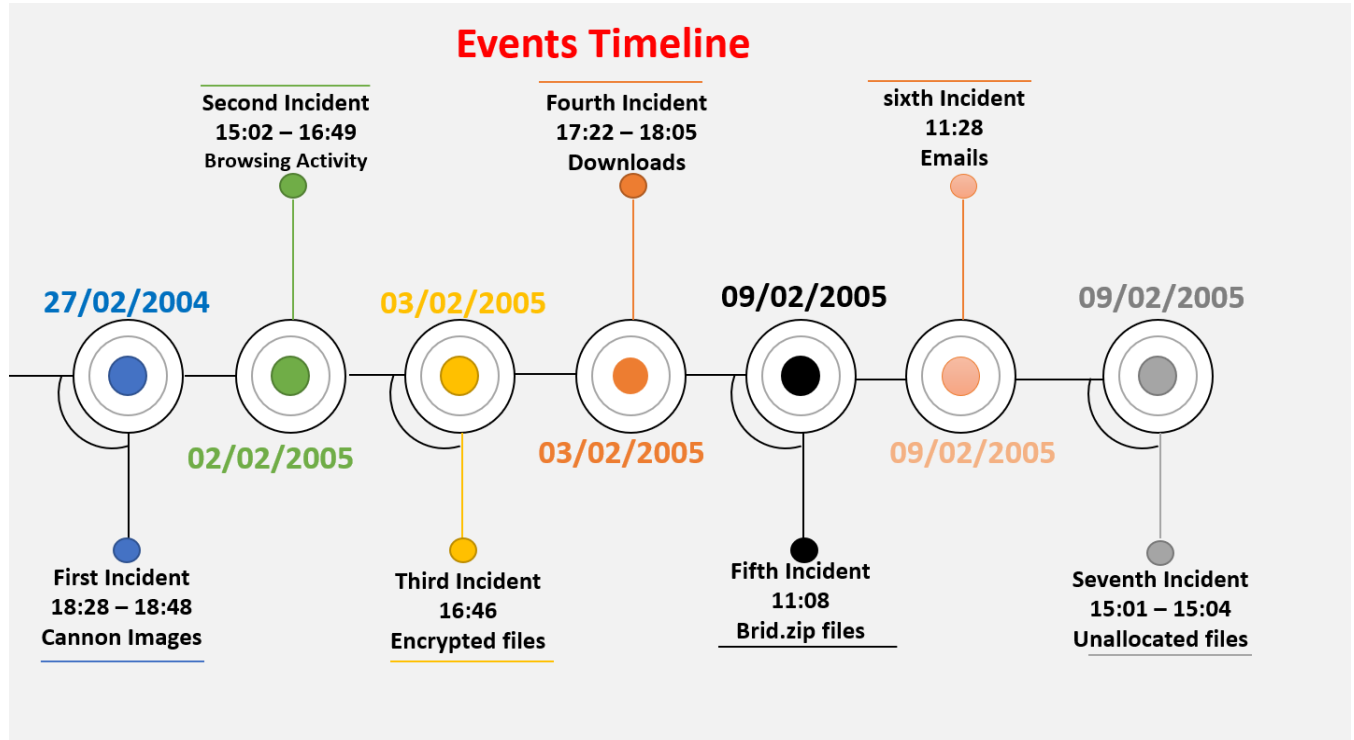 Events Timeline
27/02/2004
First Incident
18:28 – 18:48
Cannon Images
Second Incident
15:02 – 16:49
Browsing Activity
02/02/2005
03/02/2005
Third Incident
16:46
Encrypted files
Fourth Incident
17:22 – 18:05
Downloads
03/02/2005
09/02/2005
Fifth Incident
11:08
Brid.zip files
sixth Incident
11:28
Emails
09/02/2005
09/02/2005
Seventh Incident
15:01 – 15:04
Unallocated files